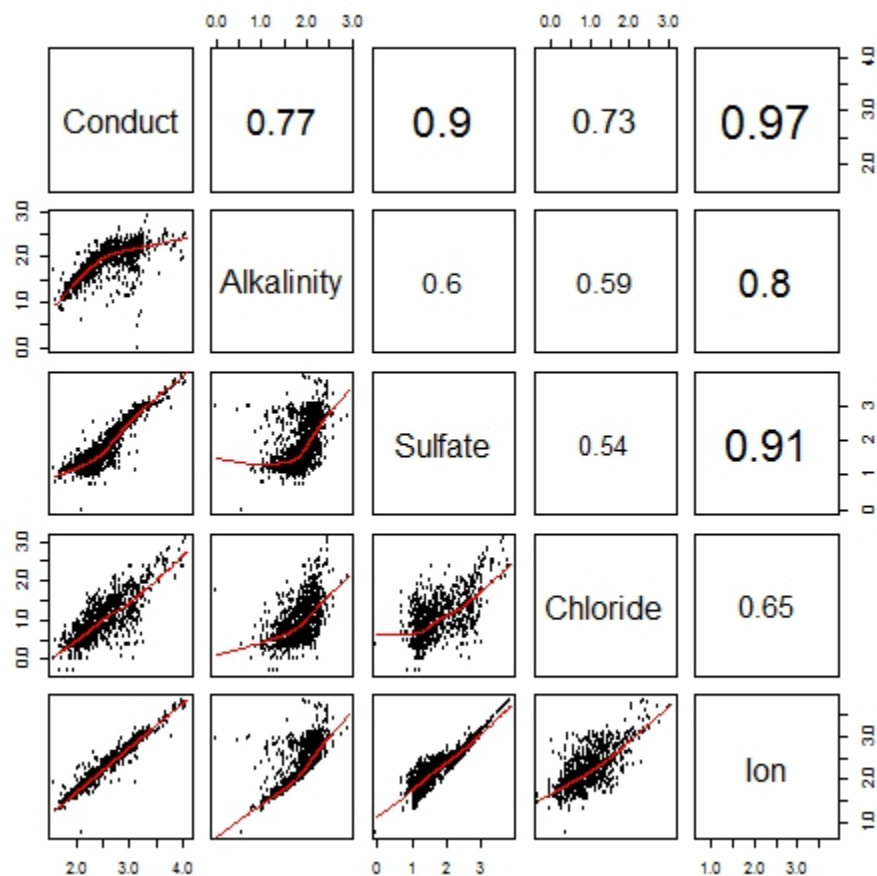 0.0 1.0 2.0 3.0 0.0 1.0 2.0 3.0
Conduct 0.77 0.9 0.73 0.97
2.0 3.0 4.0
0.0 1.0 2.0 3.0
Alkalinity 0.6 0.59 0.8
Sulfate 0.54 0.91
0 1 2 3
0.0 1.0 2.0 3.0
Chloride 0.65
Ion
1.0 2.0 3.0
2.0 3.0 4.0 0 1 2 3 1.0 2.0 3.0